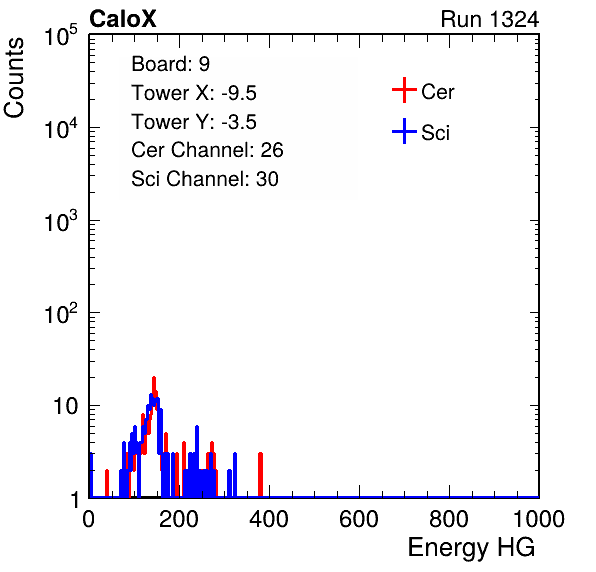 CaloX Run 1324
Counts
10^5
10^4
10^3
10^2
10
1
Board: 9
Tower X: -9.5
Tower Y: -3.5
Cer Channel: 26
Sci Channel: 30
Cer
Sci
0 200 400 600 800 1000
Energy HG